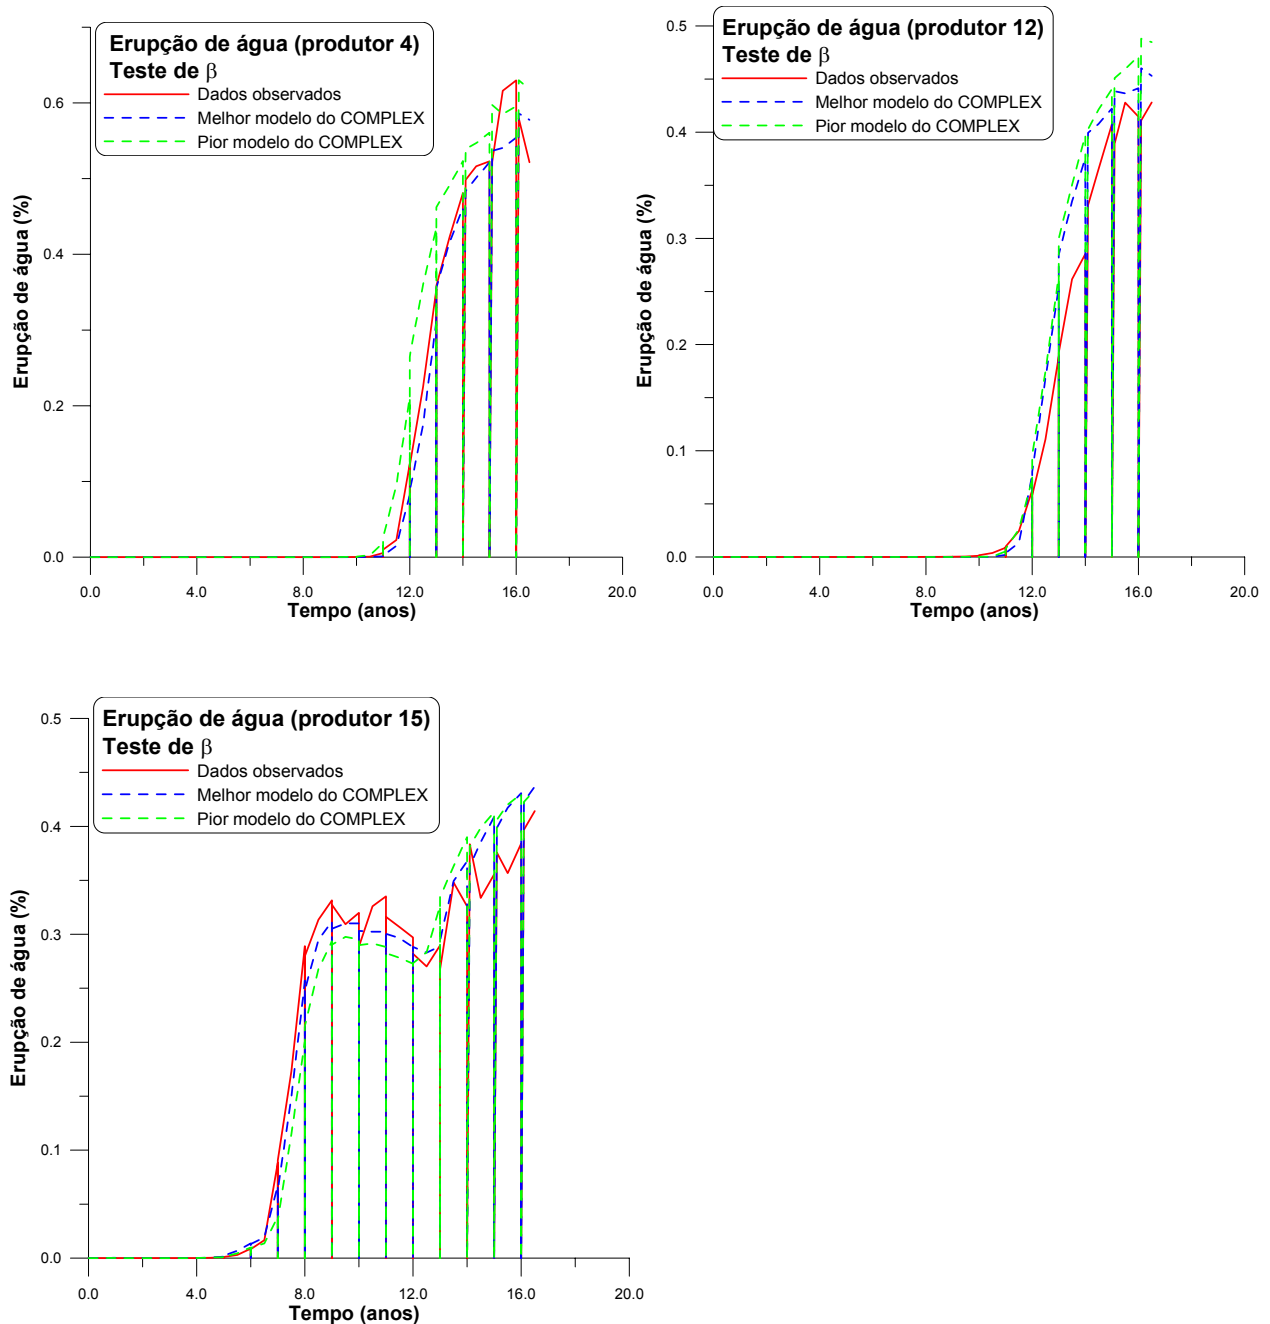 Erupção de água (produtor 4)
Teste de β
Dados observados
Melhor modelo do COMPLEX
Pior modelo do COMPLEX
Erupção de água (%)
0.6
0.4
0.2
0.0
0.0 4.0 8.0 12.0 16.0 20.0
Tempo (anos)
Erupção de água (produtor 12)
Teste de β
Dados observados
Melhor modelo do COMPLEX
Pior modelo do COMPLEX
Erupção de água (%)
0.5
0.4
0.3
0.2
0.1
0.0
0.0 4.0 8.0 12.0 16.0 20.0
Tempo (anos)
Erupção de água (produtor 15)
Teste de β
Dados observados
Melhor modelo do COMPLEX
Pior modelo do COMPLEX
Erupção de água (%)
0.5
0.4
0.3
0.2
0.1
0.0
0.0 4.0 8.0 12.0 16.0 20.0
Tempo (anos)